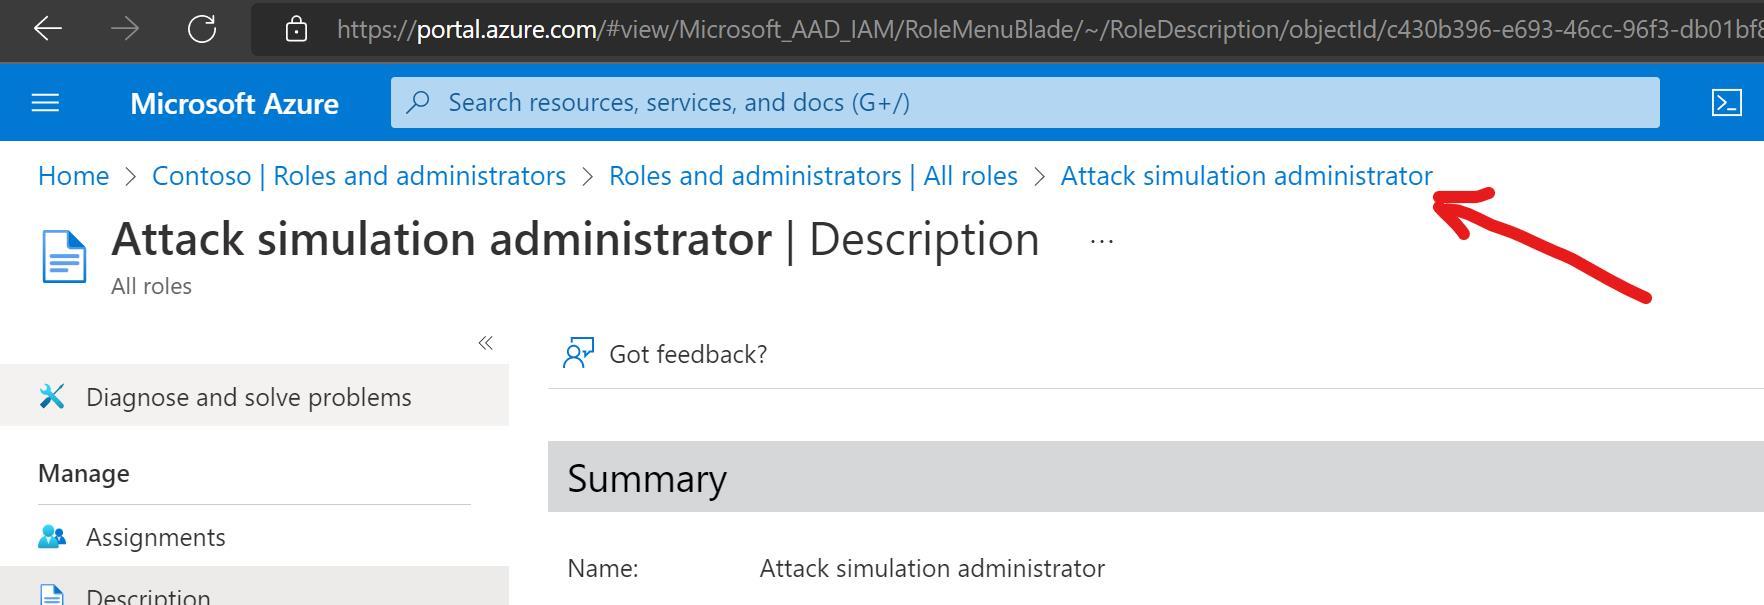 https://portal.azure.com/#view/Microsoft_AAD_IAM/RoleMenuBlade/~/RoleDescription/objectId/c430b396-e693-46cc-96f3-db01bf8
Microsoft Azure
Search resources, services, and docs (G+/)
Home > Contoso | Roles and administrators > Roles and administrators | All roles > Attack simulation administrator
Attack simulation administrator | Description ...
All roles
«
Got feedback?
Diagnose and solve problems
Summary
Manage
Assignments
Name: Attack simulation administrator
Description